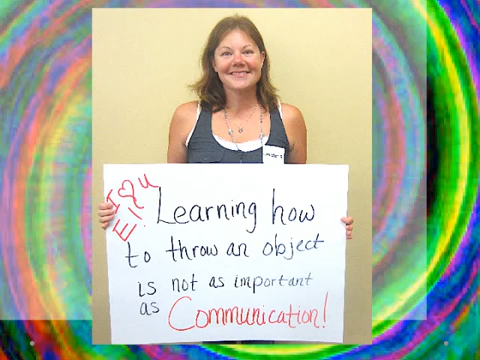 I ♡ U
Learning how
to throw an object
is not as important
as Communication!